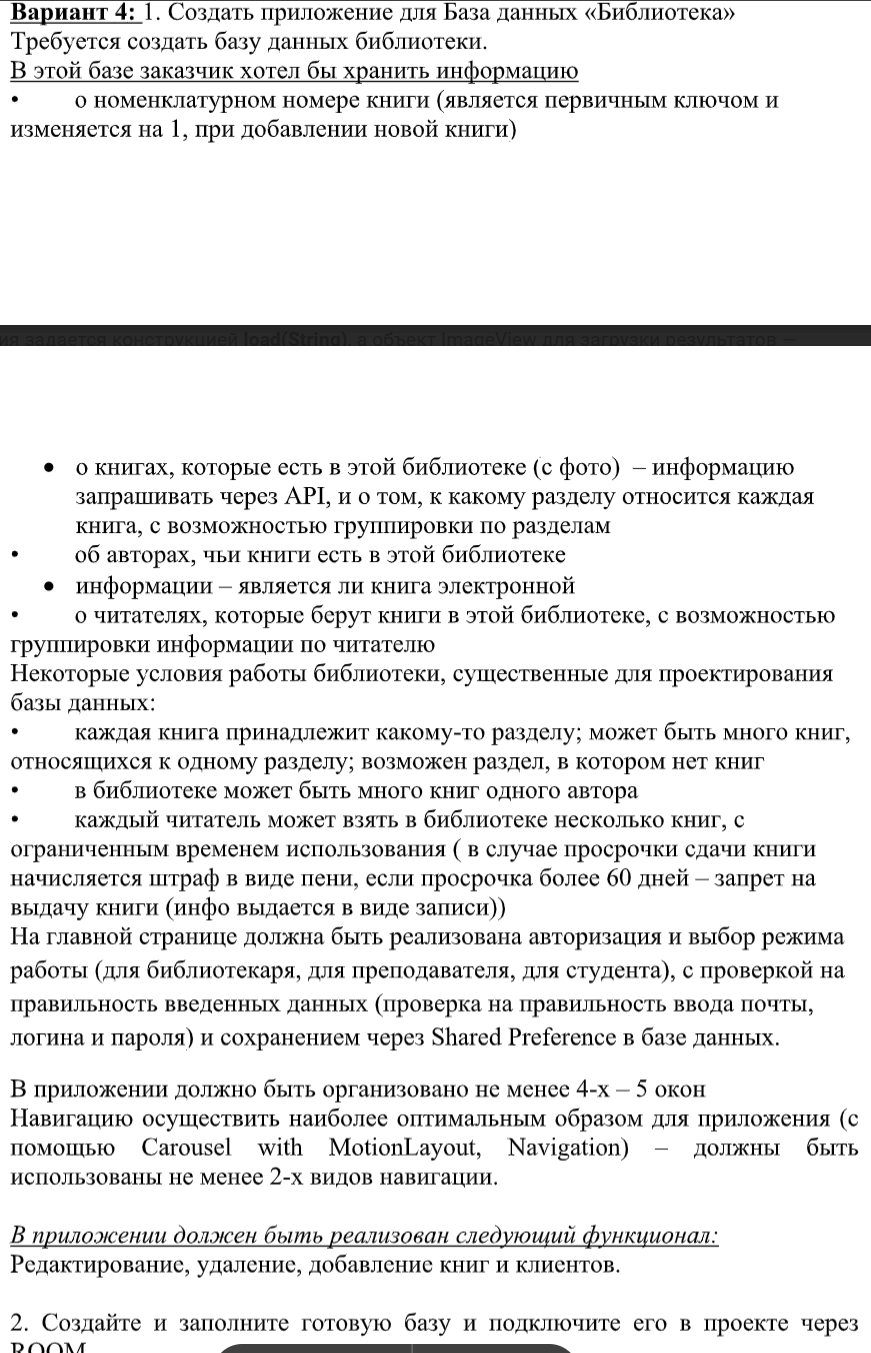 Вариант 4: 1. Создать приложение для База данных «Библиотека»
Требуется создать базу данных библиотеки.
В этой базе заказчик хотел бы хранить информацию
• о номенклатурном номере книги (является первичным ключом и
изменяется на 1, при добавлении новой книги)
ия задается конструкцией load(String), а объект ImageView для загрузки результатов –
• о книгах, которые есть в этой библиотеке (с фото) – информацию
запрашивать через API, и о том, к какому разделу относится каждая
книга, с возможностью группировки по разделам
• об авторах, чьи книги есть в этой библиотеке
• информации – является ли книга электронной
• о читателях, которые берут книги в этой библиотеке, с возможностью
группировки информации по читателю
Некоторые условия работы библиотеки, существенные для проектирования
базы данных:
• каждая книга принадлежит какому-то разделу; может быть много книг,
относящихся к одному разделу; возможен раздел, в котором нет книг
• в библиотеке может быть много книг одного автора
• каждый читатель может взять в библиотеке несколько книг, с
ограниченным временем использования ( в случае просрочки сдачи книги
начисляется штраф в виде пени, если просрочка более 60 дней – запрет на
выдачу книги (инфо выдается в виде записи))
На главной странице должна быть реализована авторизация и выбор режима
работы (для библиотекаря, для преподавателя, для студента), с проверкой на
правильность введенных данных (проверка на правильность ввода почты,
логина и пароля) и сохранением через Shared Preference в базе данных.
В приложении должно быть организовано не менее 4-х – 5 окон
Навигацию осуществить наиболее оптимальным образом для приложения (с
помощью Carousel with MotionLayout, Navigation) – должны быть
использованы не менее 2-х видов навигации.
В приложении должен быть реализован следующий функционал:
Редактирование, удаление, добавление книг и клиентов.
2. Создайте и заполните готовую базу и подключите его в проекте через
ROOM